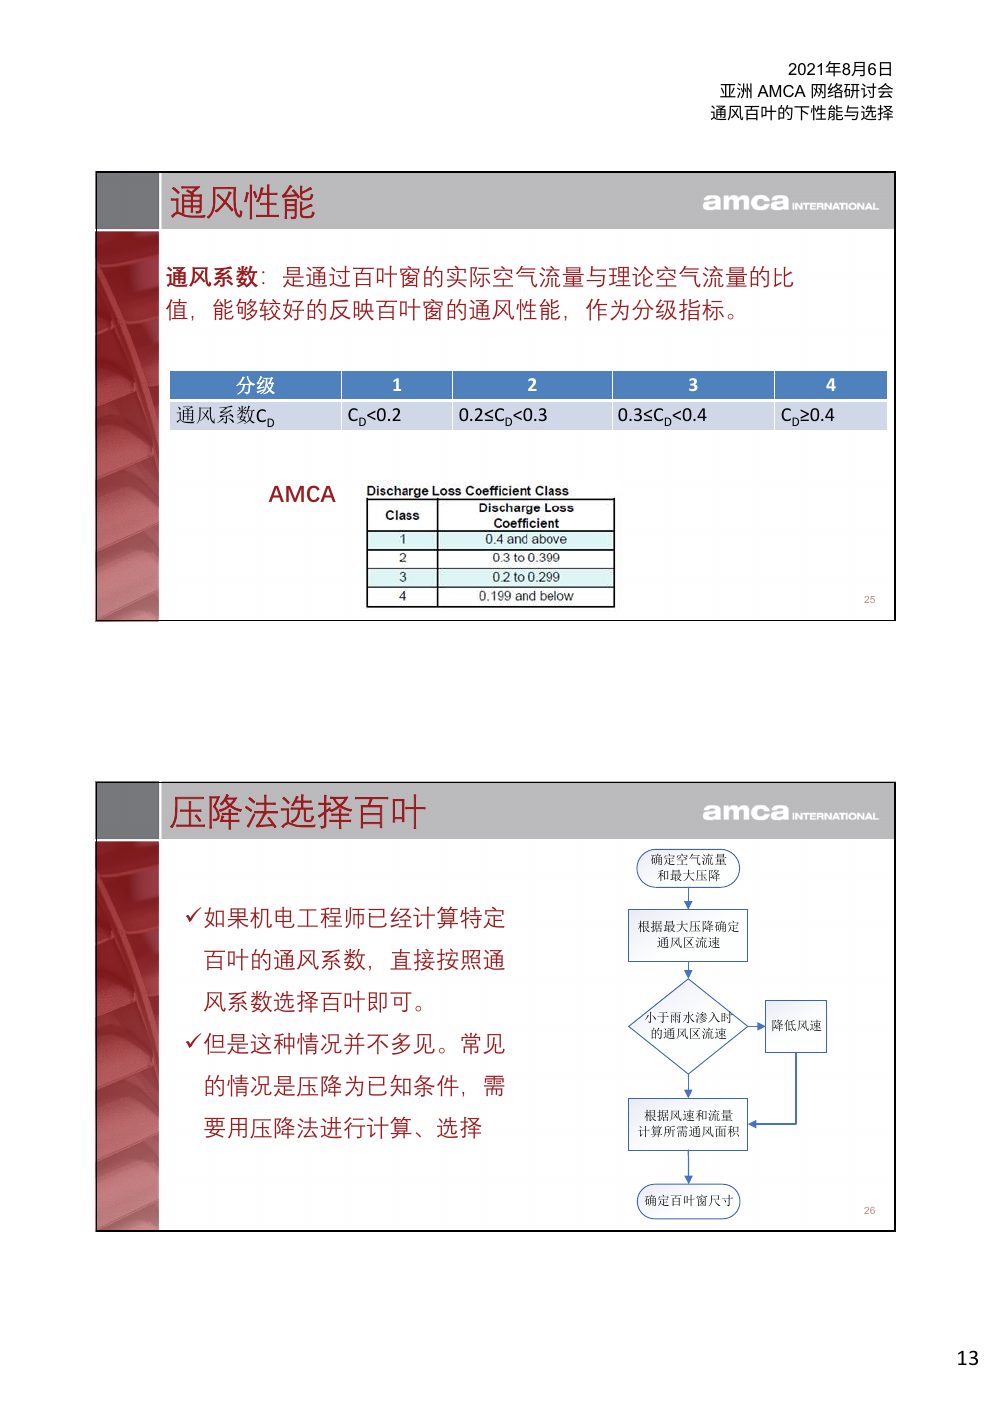 2021年8月6日
亚洲 AMCA 网络研讨会
通风百叶的下性能与选择
通风性能
amca INTERNATIONAL
通风系数：是通过百叶窗的实际空气流量与理论空气流量的比
值，能够较好的反映百叶窗的通风性能，作为分级指标。
分级 1 2 3 4
通风系数CD CD<0.2 0.2≤CD<0.3 0.3≤CD<0.4 CD≥0.4
AMCA
Discharge Loss Coefficient Class
Class Discharge Loss
Coefficient
1 0.4 and above
2 0.3 to 0.399
3 0.2 to 0.299
4 0.199 and below
25
压降法选择百叶
amca INTERNATIONAL
✓如果机电工程师已经计算特定
百叶的通风系数，直接按照通
风系数选择百叶即可。
✓但是这种情况并不多见。常见
的情况是压降为已知条件，需
要用压降法进行计算、选择
确定空气流量
和最大压降
根据最大压降确定
通风区流速
小于雨水渗入时
的通风区流速
降低风速
根据风速和流量
计算所需通风面积
确定百叶窗尺寸
26
13